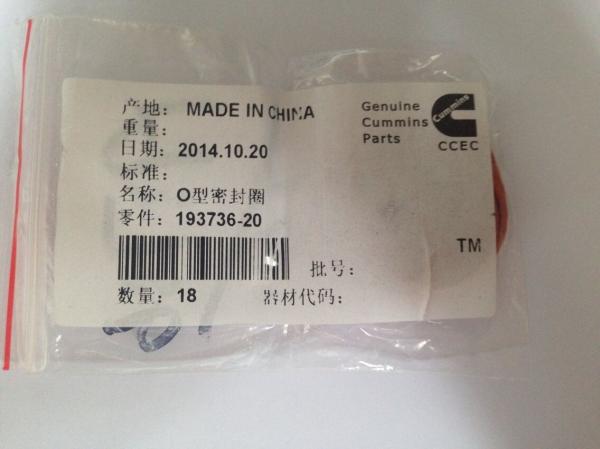 产地： MADE IN CHINA
重量：
日期： 2014.10.20
标准：
名称： O型密封圈
零件： 193736-20
批号：
数量： 18
器材代码：
Genuine
Cummins
Parts
Cummins
CCEC
TM